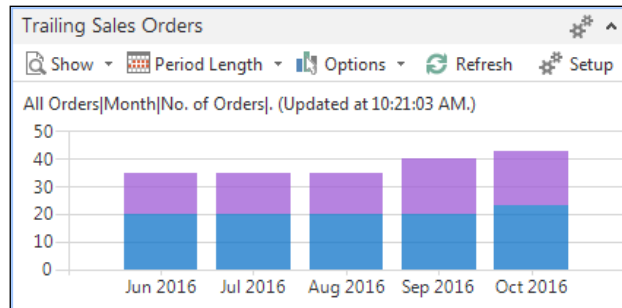 Trailing Sales Orders
Show Period Length Options Refresh Setup
All Orders|Month|No. of Orders|. (Updated at 10:21:03 AM.)
50
40
30
20
10
0
Jun 2016 Jul 2016 Aug 2016 Sep 2016 Oct 2016